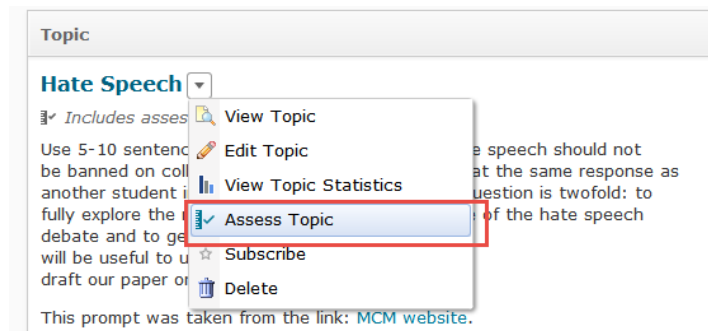 Topic
Hate Speech
Includes asses
View Topic
Use 5-10 sentenc e speech should not
Edit Topic
be banned on coll at the same response as
View Topic Statistics
another student i uestion is twofold: to
Assess Topic
fully explore the of the hate speech
debate and to ge
Subscribe
will be useful to u
draft our paper o
Delete
This prompt was taken from the link: MCM website.